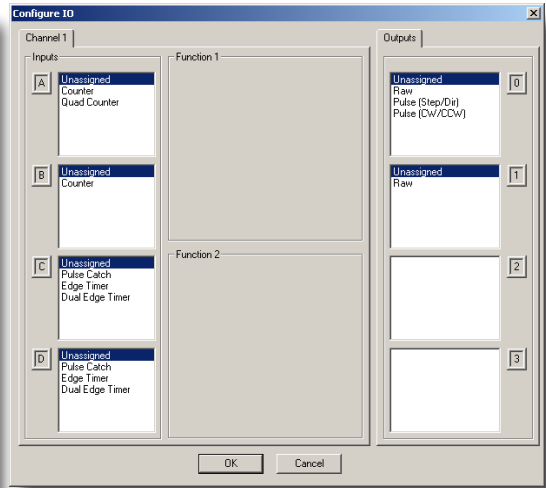 Configure IO
Channel 1
Outputs
Inputs
Function 1
A
Unassigned
Counter
Quad Counter
B
Unassigned
Counter
Function 2
C
Unassigned
Pulse Catch
Edge Timer
Dual Edge Timer
D
Unassigned
Pulse Catch
Edge Timer
Dual Edge Timer
Unassigned
Raw
Pulse (Step/Dir)
Pulse (CW/CCW)
0
Unassigned
Raw
1
2
3
OK
Cancel